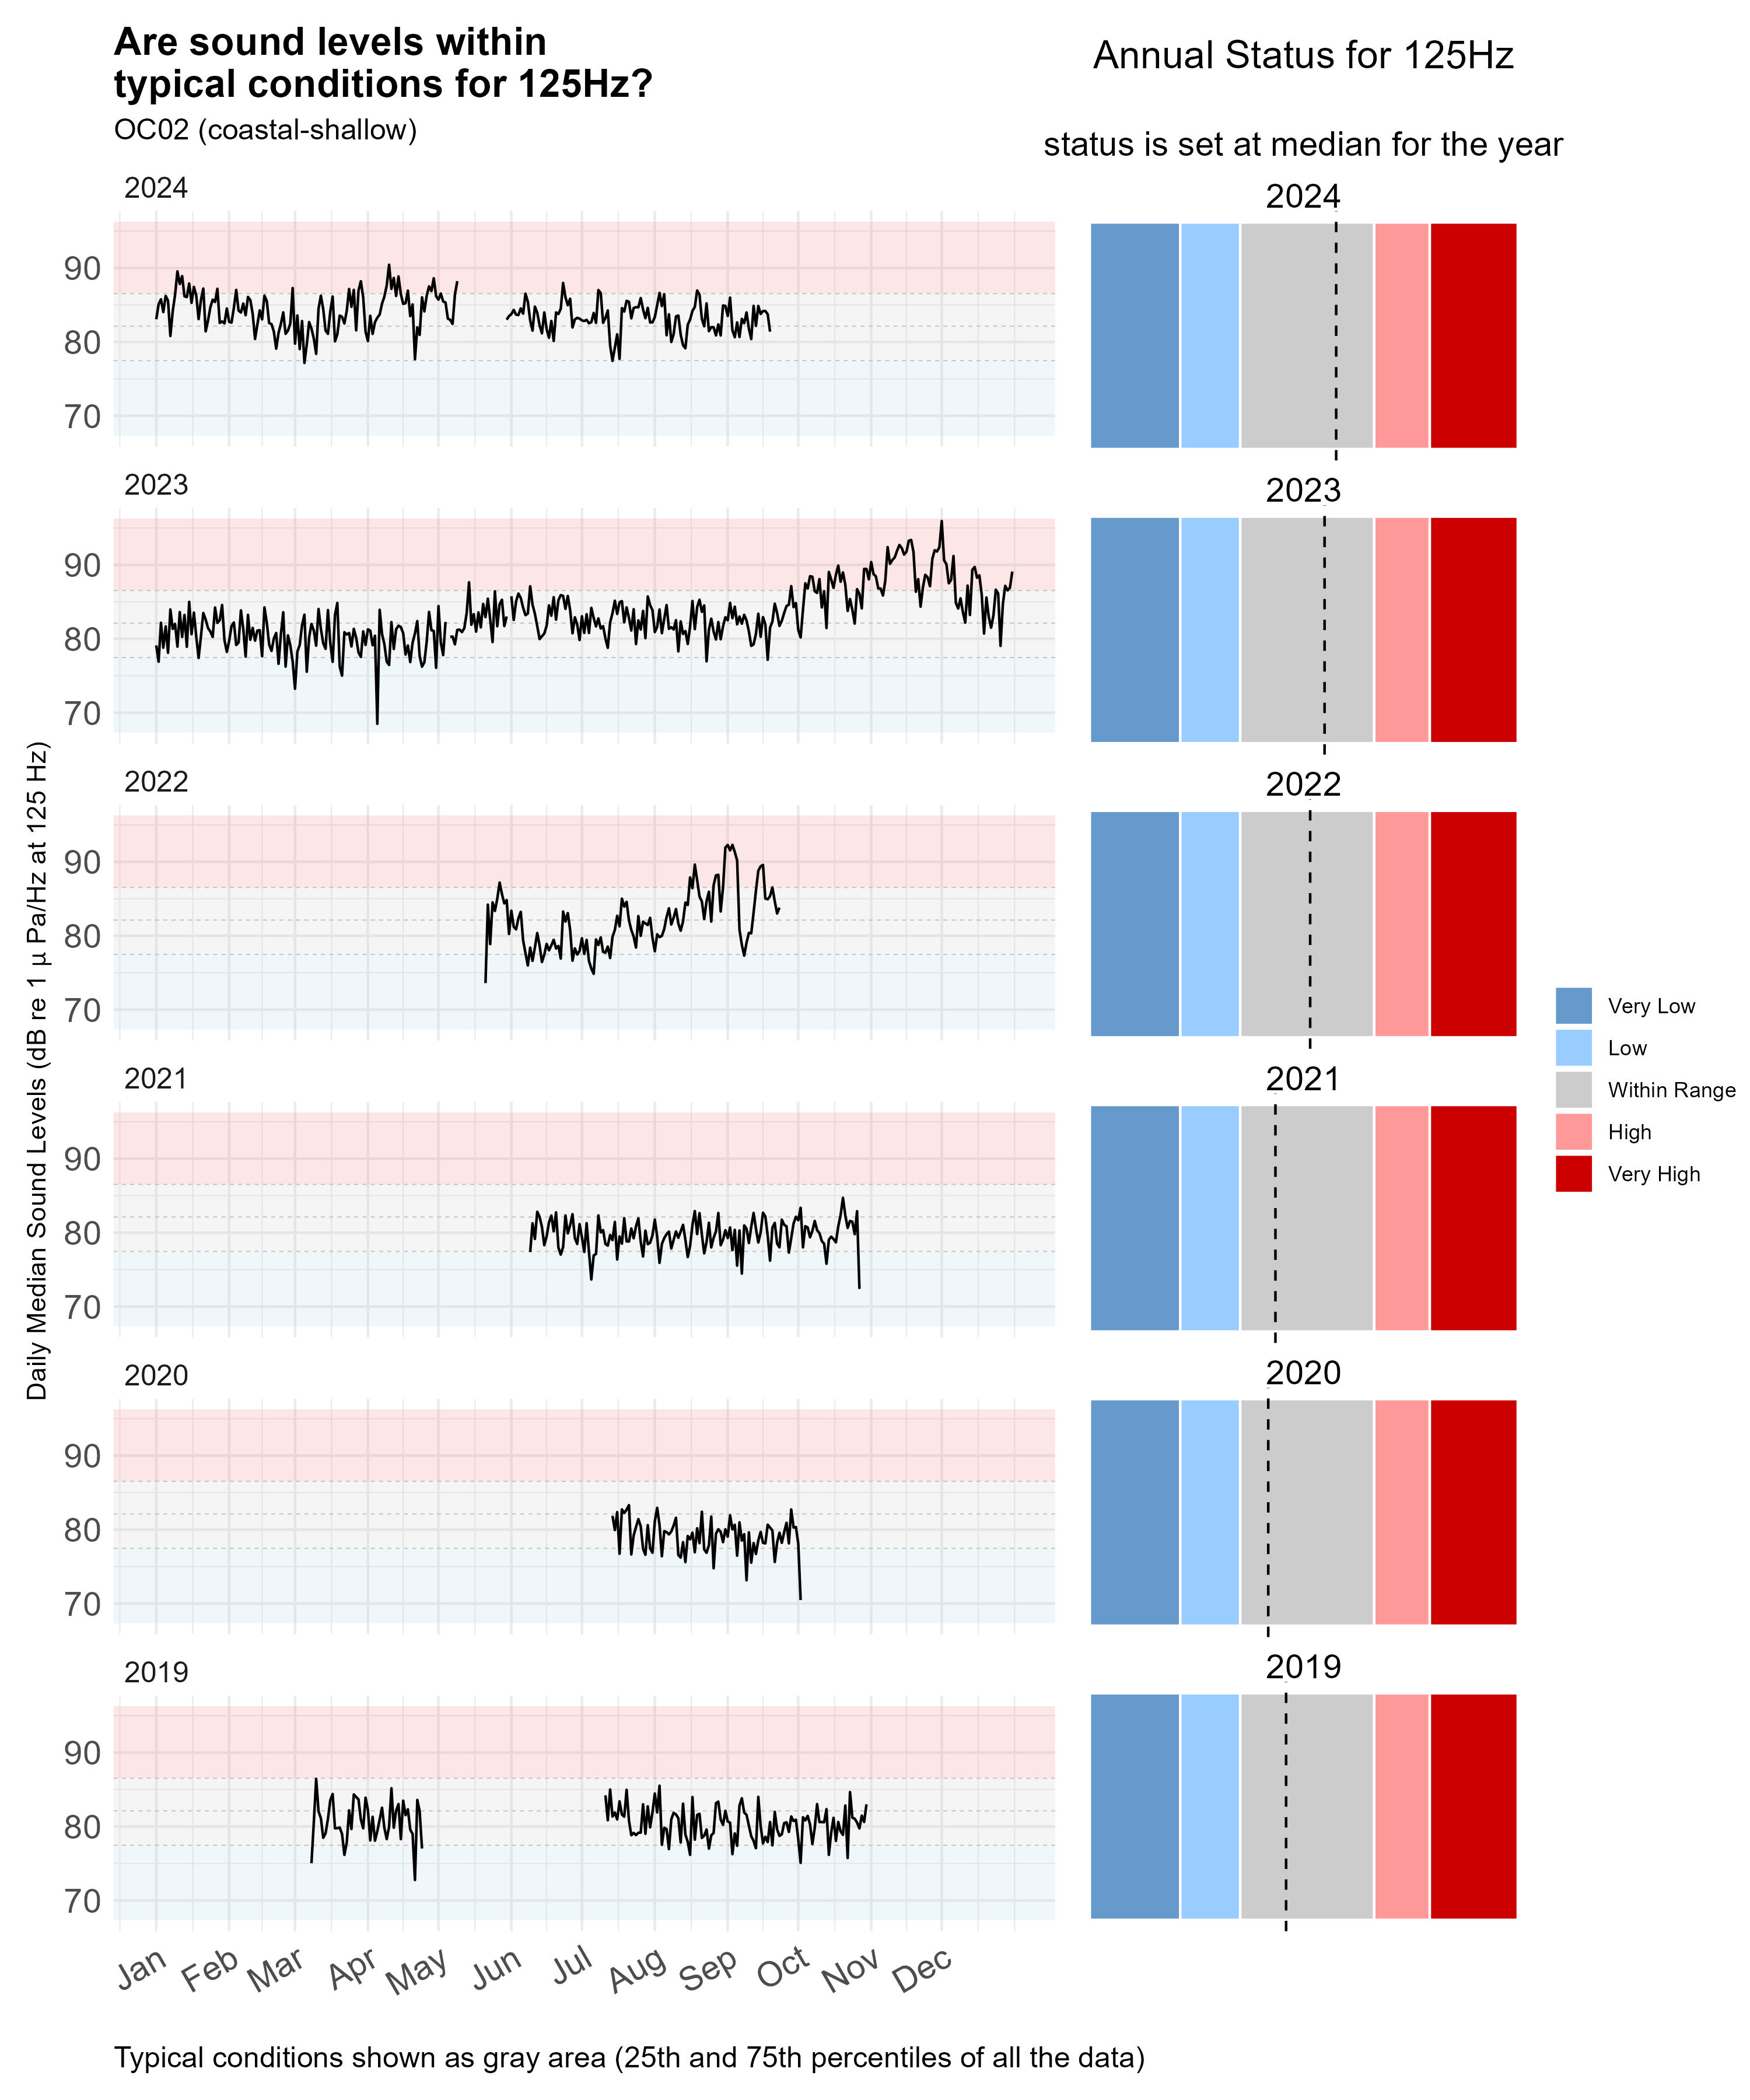 Are sound levels within
typical conditions for 125Hz?
OC02 (coastal-shallow)
Annual Status for 125Hz
status is set at median for the year
Daily Median Sound Levels (dB re 1 µ Pa/Hz at 125 Hz)
2024
90
80
70
2024
2023
90
80
70
2023
2022
90
80
70
2022
2021
90
80
70
2021
2020
90
80
70
2020
2019
90
80
70
2019
Jan Feb Mar Apr May Jun Jul Aug Sep Oct Nov Dec
Very Low
Low
Within Range
High
Very High
Typical conditions shown as gray area (25th and 75th percentiles of all the data)